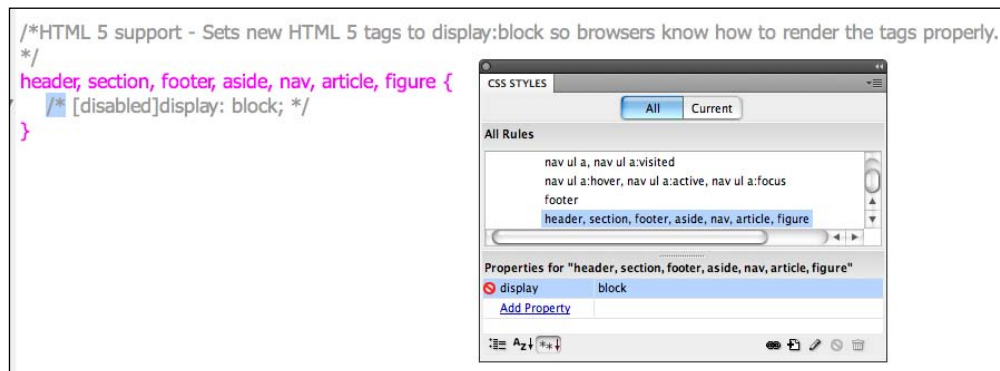 /*HTML 5 support - Sets new HTML 5 tags to display:block so browsers know how to render the tags properly.
*/
header, section, footer, aside, nav, article, figure {
/* [disabled]display: block; */
}
CSS STYLES
All Current
All Rules
nav ul a, nav ul a:visited
nav ul a:hover, nav ul a:active, nav ul a:focus
footer
header, section, footer, aside, nav, article, figure
Properties for "header, section, footer, aside, nav, article, figure"
display block
Add Property